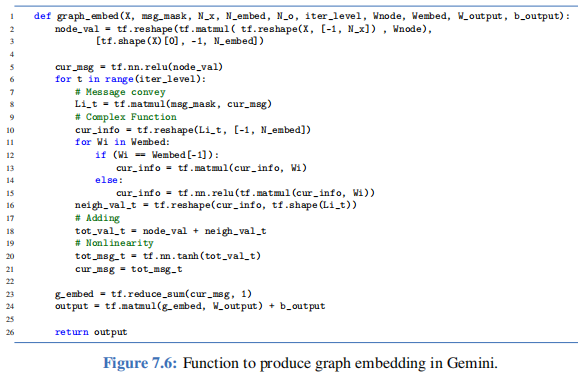 1 def graph_embed(X, msg_mask, N_x, N_embed, N_o, iter_level, Wnode, Wembed, W_output, b_output):
2     node_val = tf.reshape(tf.matmul( tf.reshape(X, [-1, N_x]) , Wnode),
3             [tf.shape(X)[0], -1, N_embed])
4
5     cur_msg = tf.nn.relu(node_val)
6     for t in range(iter_level):
7         # Message convey
8         Li_t = tf.matmul(msg_mask, cur_msg)
9         # Complex Function
10         cur_info = tf.reshape(Li_t, [-1, N_embed])
11         for Wi in Wembed:
12             if (Wi == Wembed[-1]):
13                 cur_info = tf.matmul(cur_info, Wi)
14             else:
15                 cur_info = tf.nn.relu(tf.matmul(cur_info, Wi))
16         neigh_val_t = tf.reshape(cur_info, tf.shape(Li_t))
17         # Adding
18         tot_val_t = node_val + neigh_val_t
19         # Nonlinearity
20         tot_msg_t = tf.nn.tanh(tot_val_t)
21         cur_msg = tot_msg_t
22
23     g_embed = tf.reduce_sum(cur_msg, 1)
24     output = tf.matmul(g_embed, W_output) + b_output
25
26     return output
Figure 7.6: Function to produce graph embedding in Gemini.